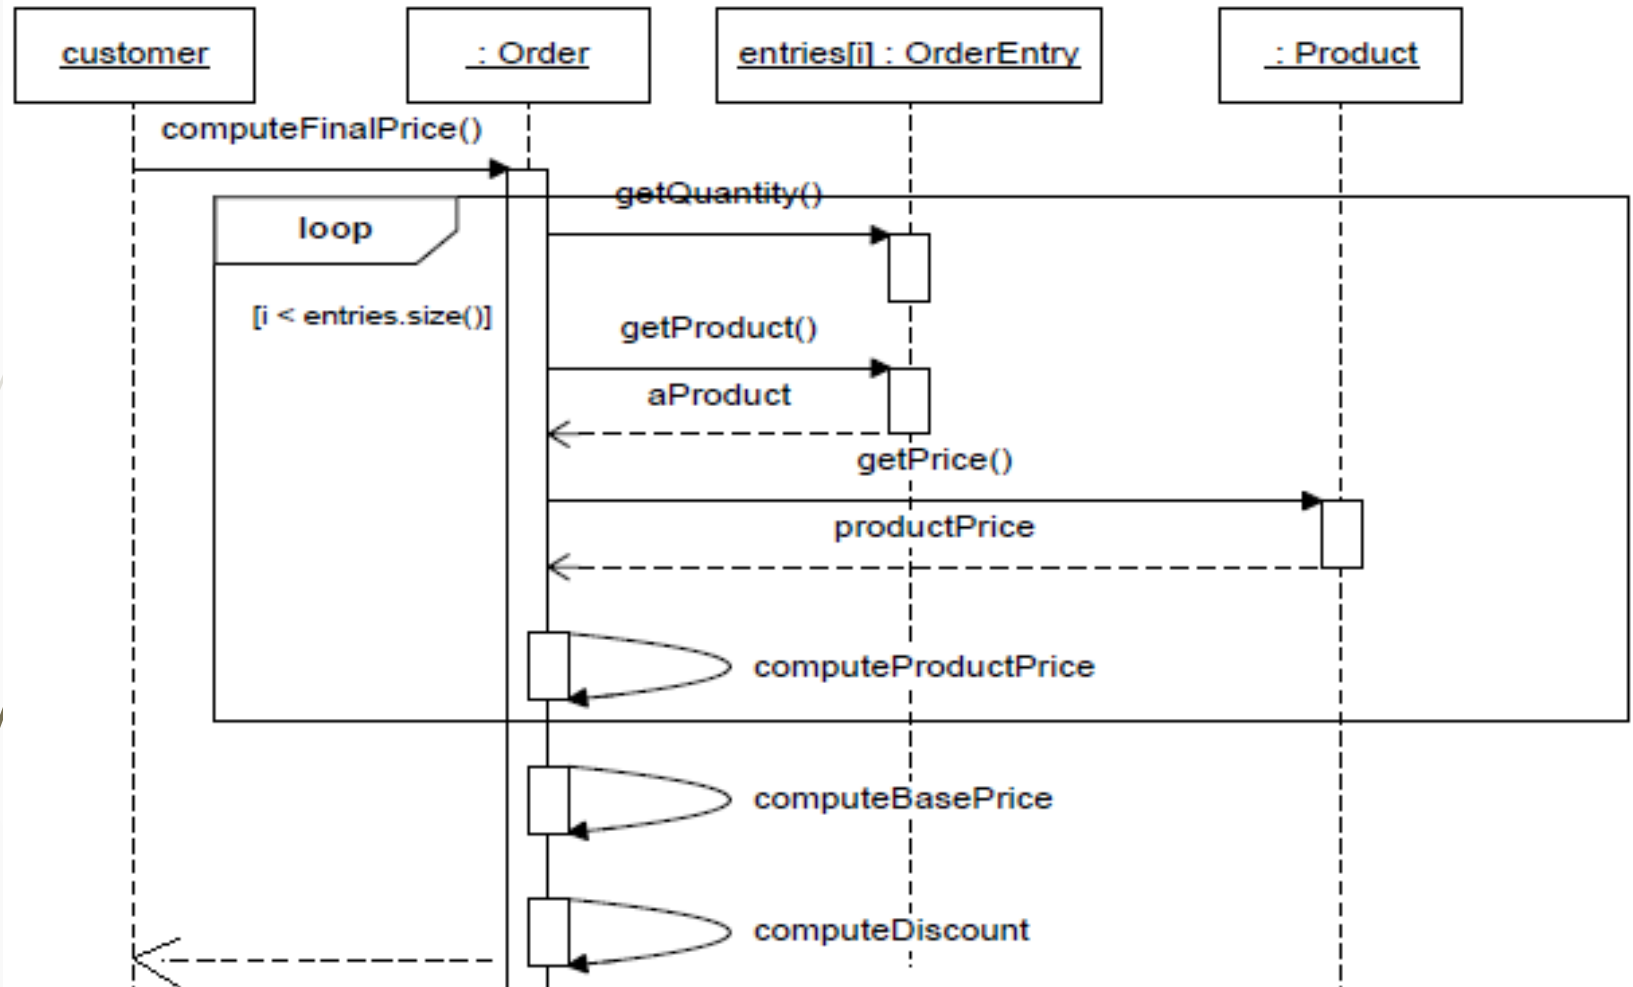 customer
: Order
entries[i] : OrderEntry
: Product
computeFinalPrice()
getQuantity()
loop
[i < entries.size()]
getProduct()
aProduct
getPrice()
productPrice
computeProductPrice
computeBasePrice
computeDiscount